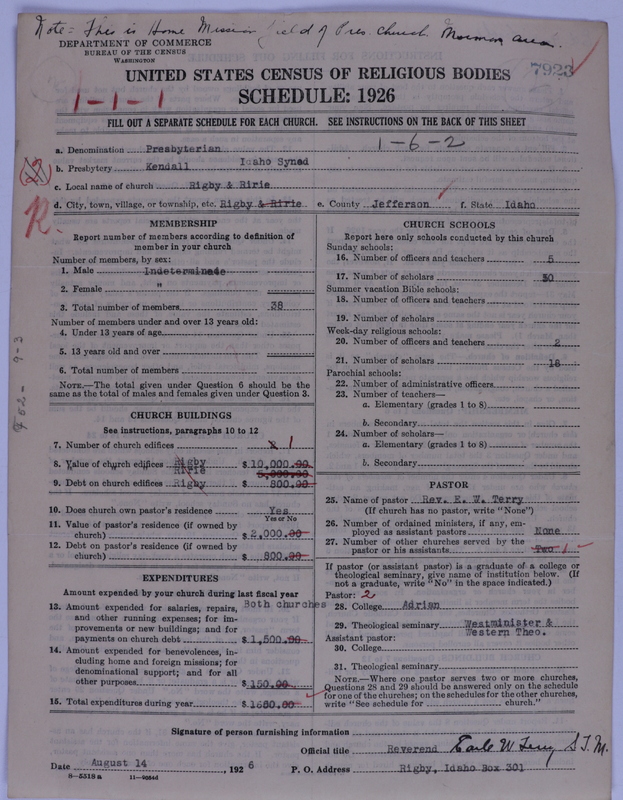 Note: This is Home Mission field of Pres. Church. Mormon area.
DEPARTMENT OF COMMERCE
BUREAU OF THE CENSUS
WASHINGTON
7923
UNITED STATES CENSUS OF RELIGIOUS BODIES
1-1-1
SCHEDULE: 1926
FILL OUT A SEPARATE SCHEDULE FOR EACH CHURCH. SEE INSTRUCTIONS ON THE BACK OF THIS SHEET
1-6-2
a. Denomination Presbyterian
b. Presbytery Kendall Idaho Synod
c. Local name of church Rigby & Ririe
d. City, town, village, or township, etc. Rigby & Ririe e. County Jefferson f. State Idaho
R.
MEMBERSHIP
Report number of members according to definition of
member in your church
Number of members, by sex:
1. Male Indeterminade
2. Female "
3. Total number of members 38
Number of members under and over 13 years old:
4. Under 13 years of age
5. 13 years old and over
6. Total number of members
NOTE.—The total given under Question 6 should be the
same as the total of males and females given under Question 3.
CHURCH BUILDINGS
See instructions, paragraphs 10 to 12
7. Number of church edifices 2 1
8. Value of church edifices Rigby $10,000.00
Ririe 5,000.00
9. Debt on church edifices Rigby $ 800.00
10. Does church own pastor's residence Yes
Yes or No
11. Value of pastor's residence (if owned by
church) $2,000.00
12. Debt on pastor's residence (if owned by
church) $ 800.00
EXPENDITURES
Amount expended by your church during last fiscal year
13. Amount expended for salaries, repairs, Both churches
and other running expenses; for im-
provements or new buildings; and for
payments on church debt $1,500.00
14. Amount expended for benevolences, in-
cluding home and foreign missions; for
denominational support; and for all
other purposes $ 150.00
15. Total expenditures during year $1650.00
CHURCH SCHOOLS
Report here only schools conducted by this church
Sunday schools:
16. Number of officers and teachers 5
17. Number of scholars 30
Summer vacation Bible schools:
18. Number of officers and teachers
19. Number of scholars
Week-day religious schools:
20. Number of officers and teachers 2
21. Number of scholars 18
Parochial schools:
22. Number of administrative officers
23. Number of teachers—
a. Elementary (grades 1 to 8)
b. Secondary
24. Number of scholars—
a. Elementary (grades 1 to 8)
b. Secondary
PASTOR
25. Name of pastor Rev. E. W. Terry
(If church has no pastor, write "None")
26. Number of ordained ministers, if any, em-
ployed as assistant pastors None
27. Number of other churches served by the
pastor or his assistants Two 1
If pastor (or assistant pastor) is a graduate of a college or
theological seminary, give name of institution below. (If
not a graduate, write "No" in the space indicated.)
Pastor: 2
28. College Adrian
29. Theological seminary Westminister &
Western Theo.
Assistant pastor:
30. College
31. Theological seminary
NOTE.—Where one pastor serves two or more churches,
Questions 28 and 29 should be answered only on the schedule
for one of the churches; on the schedules for the other churches,
write "See schedule for church."
Signature of person furnishing information
Official title Reverend Earle W. Terry S.T.M.
Date August 14, 1926 P. O. Address Rigby, Idaho Box 301
8—5318a 11—9064d